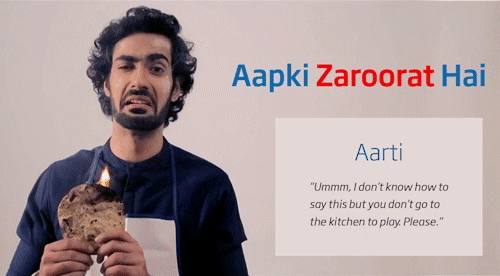 Aapki Zaroorat Hai
Aarti
"Ummm, I don't know how to
say this but you don't go to
the kitchen to play. Please."